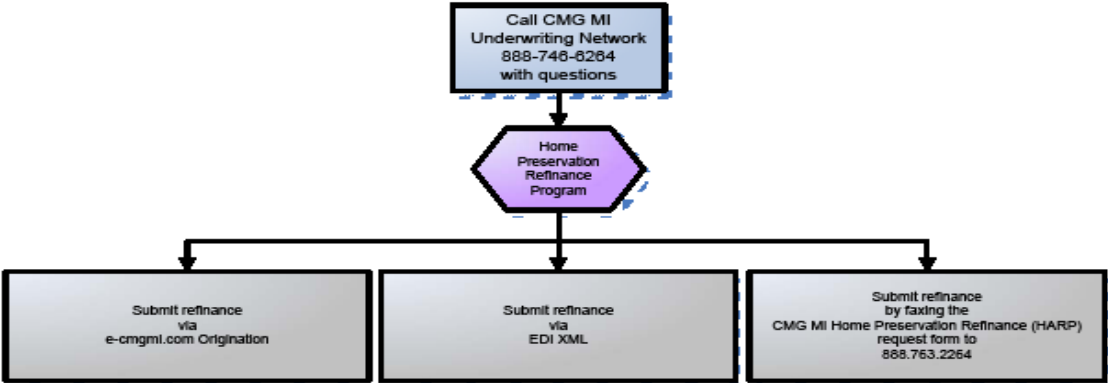 Call CMG MI
Underwriting Network
888-746-6264
with questions
Home
Preservation
Refinance
Program
Submit refinance
via
e-cmgmi.com Origination
Submit refinance
via
EDI XML
Submit refinance
by faxing the
CMG MI Home Preservation Refinance (HARP)
request form to
888.763.2264